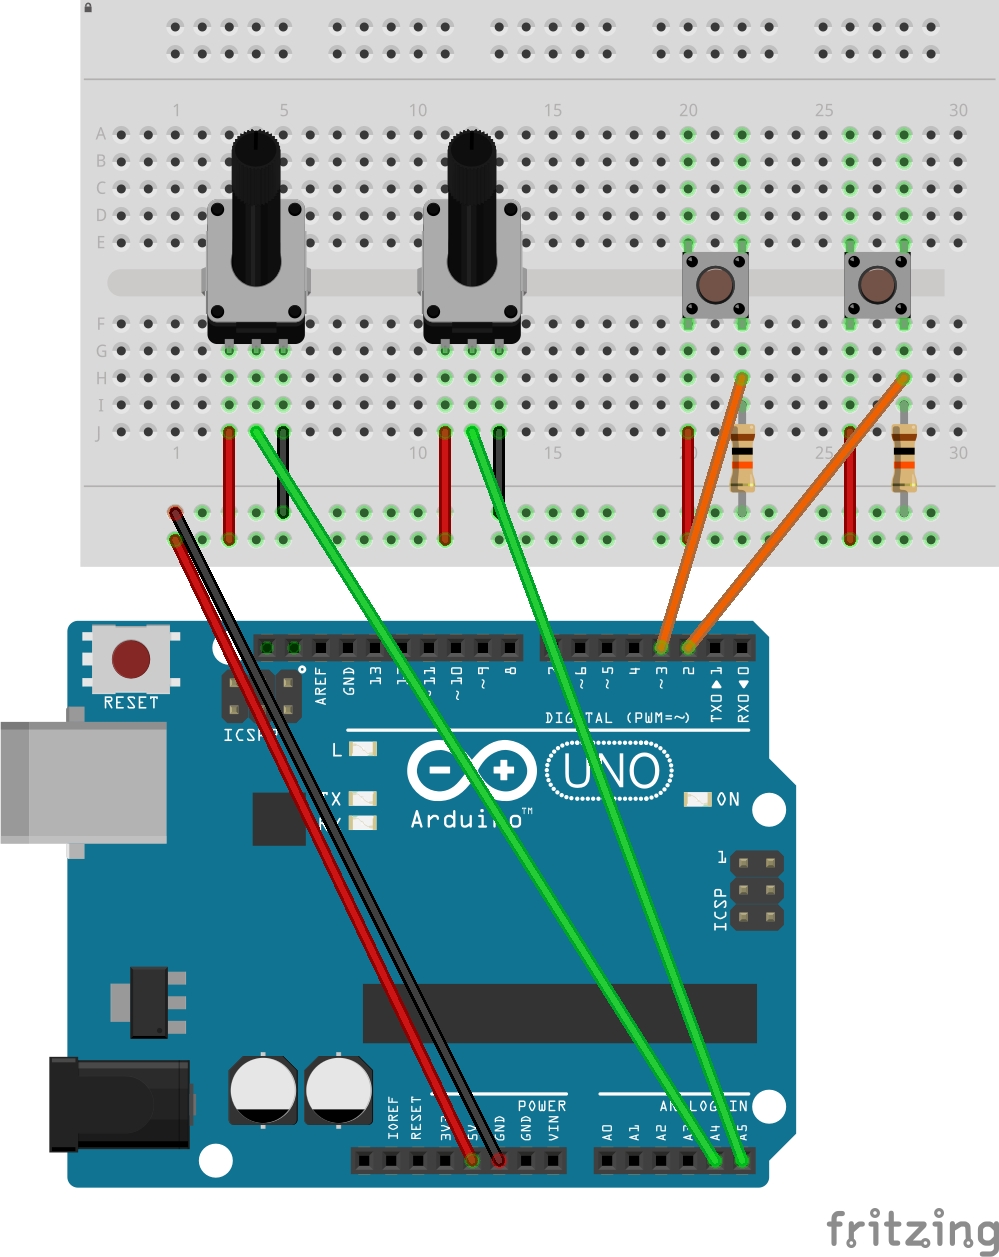 1 5 10 15 20 25 30
A
B
C
D
E
F
G
H
I
J
1 10 15 25 30
RESET
AREF
GND
13
~11
~10
~9
8
~6
~5
4
~3
2
TX0▶1
RX0◀0
DIGITAL (PWM=~)
ICSP
L
TX
RX
UNO
ON
Arduino™
1
ICSP
POWER
ANALOG IN
IOREF
RESET
3V3
5V
GND
GND
VIN
A0
A1
A2
A3
A4
A5
fritzing